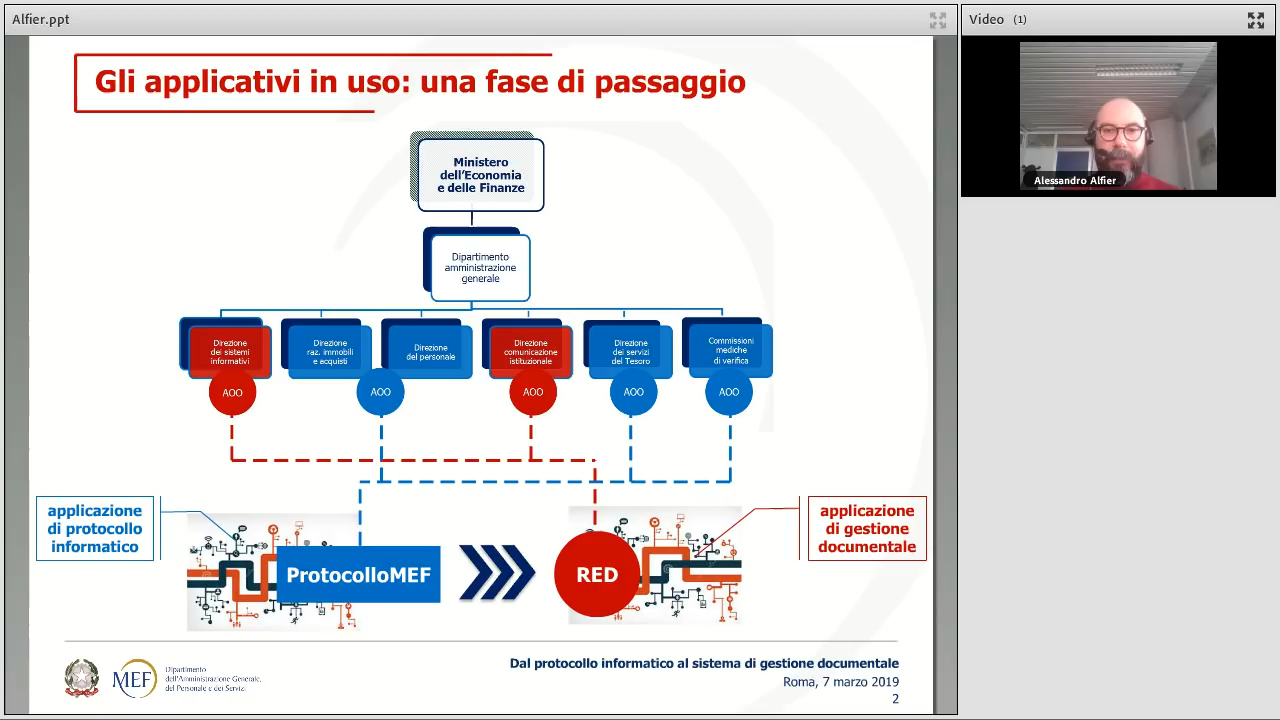 Alfier.ppt
Video (1)
Alessandro Alfier
Gli applicativi in uso: una fase di passaggio
Ministero
dell'Economia
e delle Finanze
Dipartimento
amministrazione
generale
Direzione
dei sistemi
informativi
Direzione
raz. immobili
e acquisti
Direzione
del personale
Direzione
comunicazione
istituzionale
Direzione
dei servizi
del Tesoro
Commissioni
mediche
di verifica
AOO
AOO
AOO
AOO
AOO
applicazione
di protocollo
informatico
ProtocolloMEF
RED
applicazione
di gestione
documentale
MEF
Dipartimento
dell'Amministrazione Generale,
del Personale e dei Servizi
Dal protocollo informatico al sistema di gestione documentale
Roma, 7 marzo 2019
2